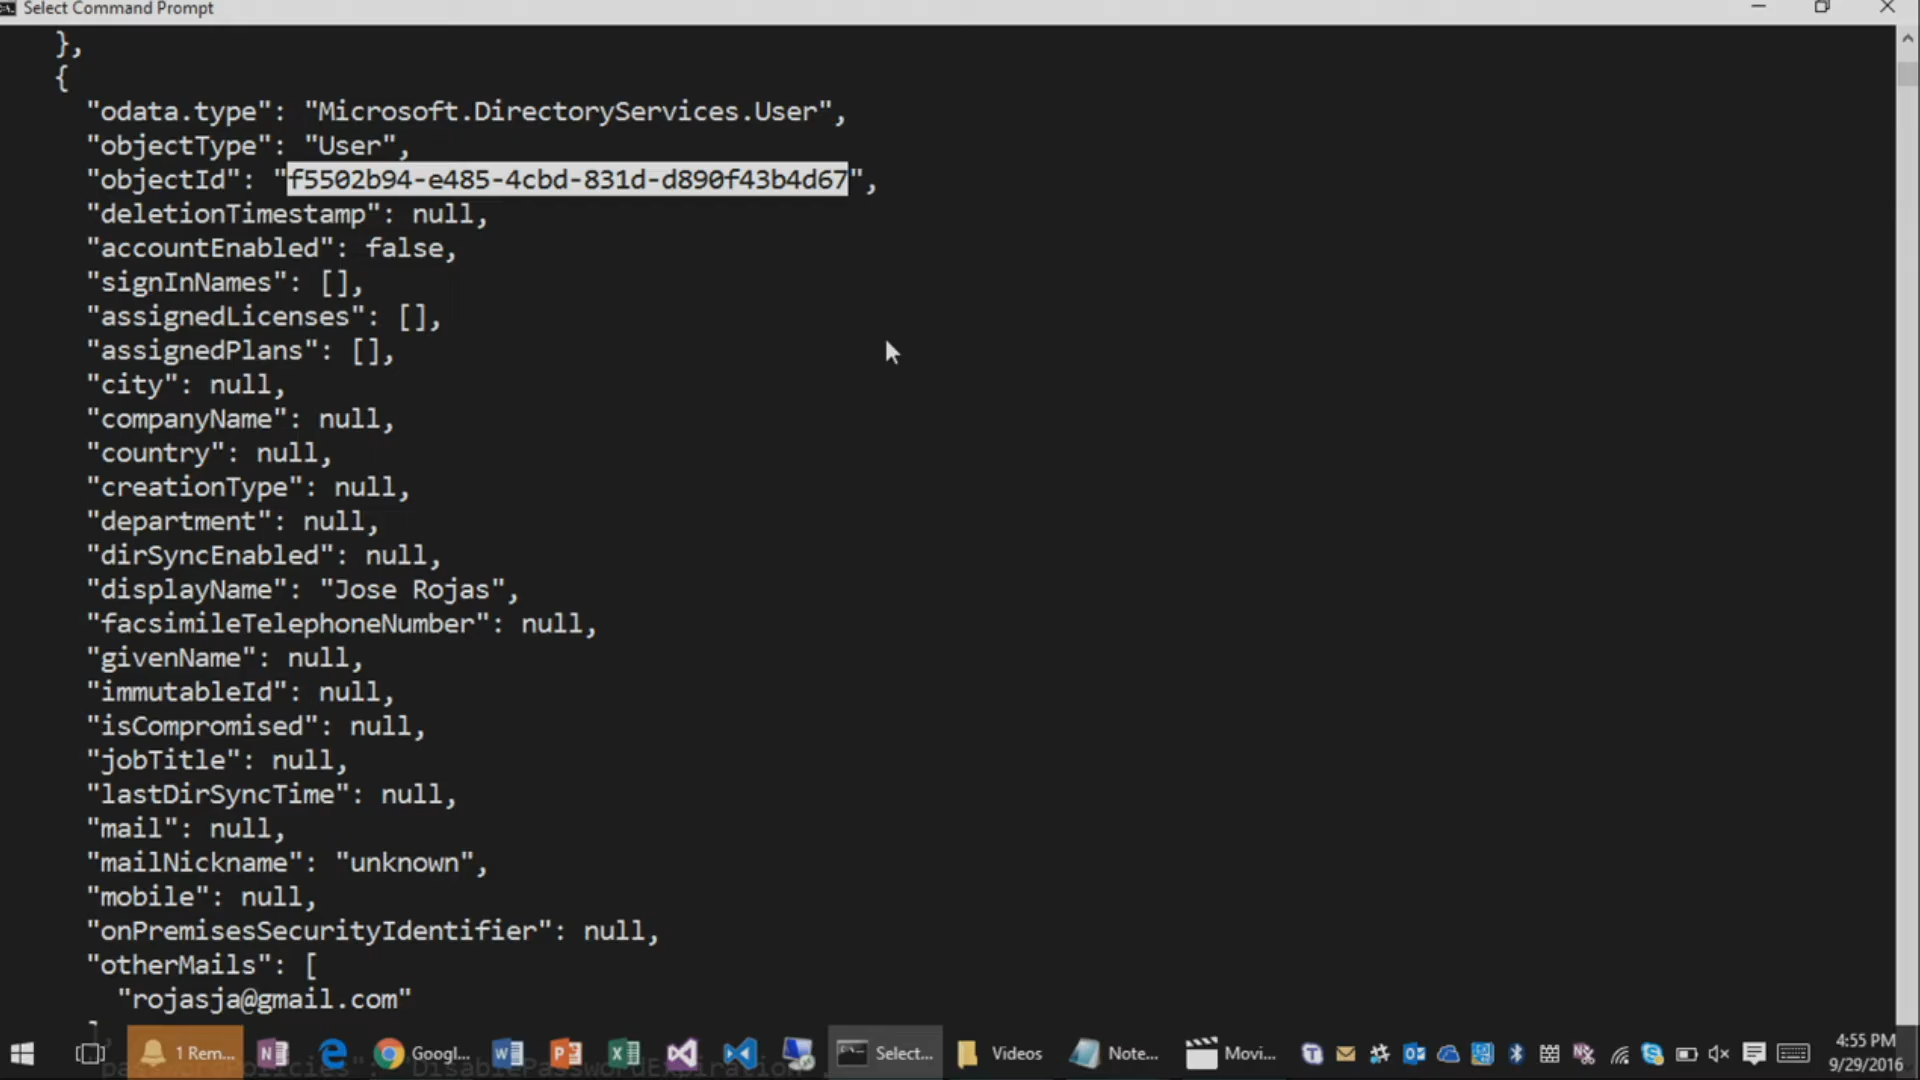 Select Command Prompt
},
{
"odata.type": "Microsoft.DirectoryServices.User",
"objectType": "User",
"objectId": "f5502b94-e485-4cbd-831d-d890f43b4d67",
"deletionTimestamp": null,
"accountEnabled": false,
"signInNames": [],
"assignedLicenses": [],
"assignedPlans": [],
"city": null,
"companyName": null,
"country": null,
"creationType": null,
"department": null,
"dirSyncEnabled": null,
"displayName": "Jose Rojas",
"facsimileTelephoneNumber": null,
"givenName": null,
"immutableId": null,
"isCompromised": null,
"jobTitle": null,
"lastDirSyncTime": null,
"mail": null,
"mailNickname": "unknown",
"mobile": null,
"onPremisesSecurityIdentifier": null,
"otherMails": [
"rojasja@gmail.com"
1 Rem... Googl... Select... Videos Note... Movi... 4:55 PM
9/29/2016